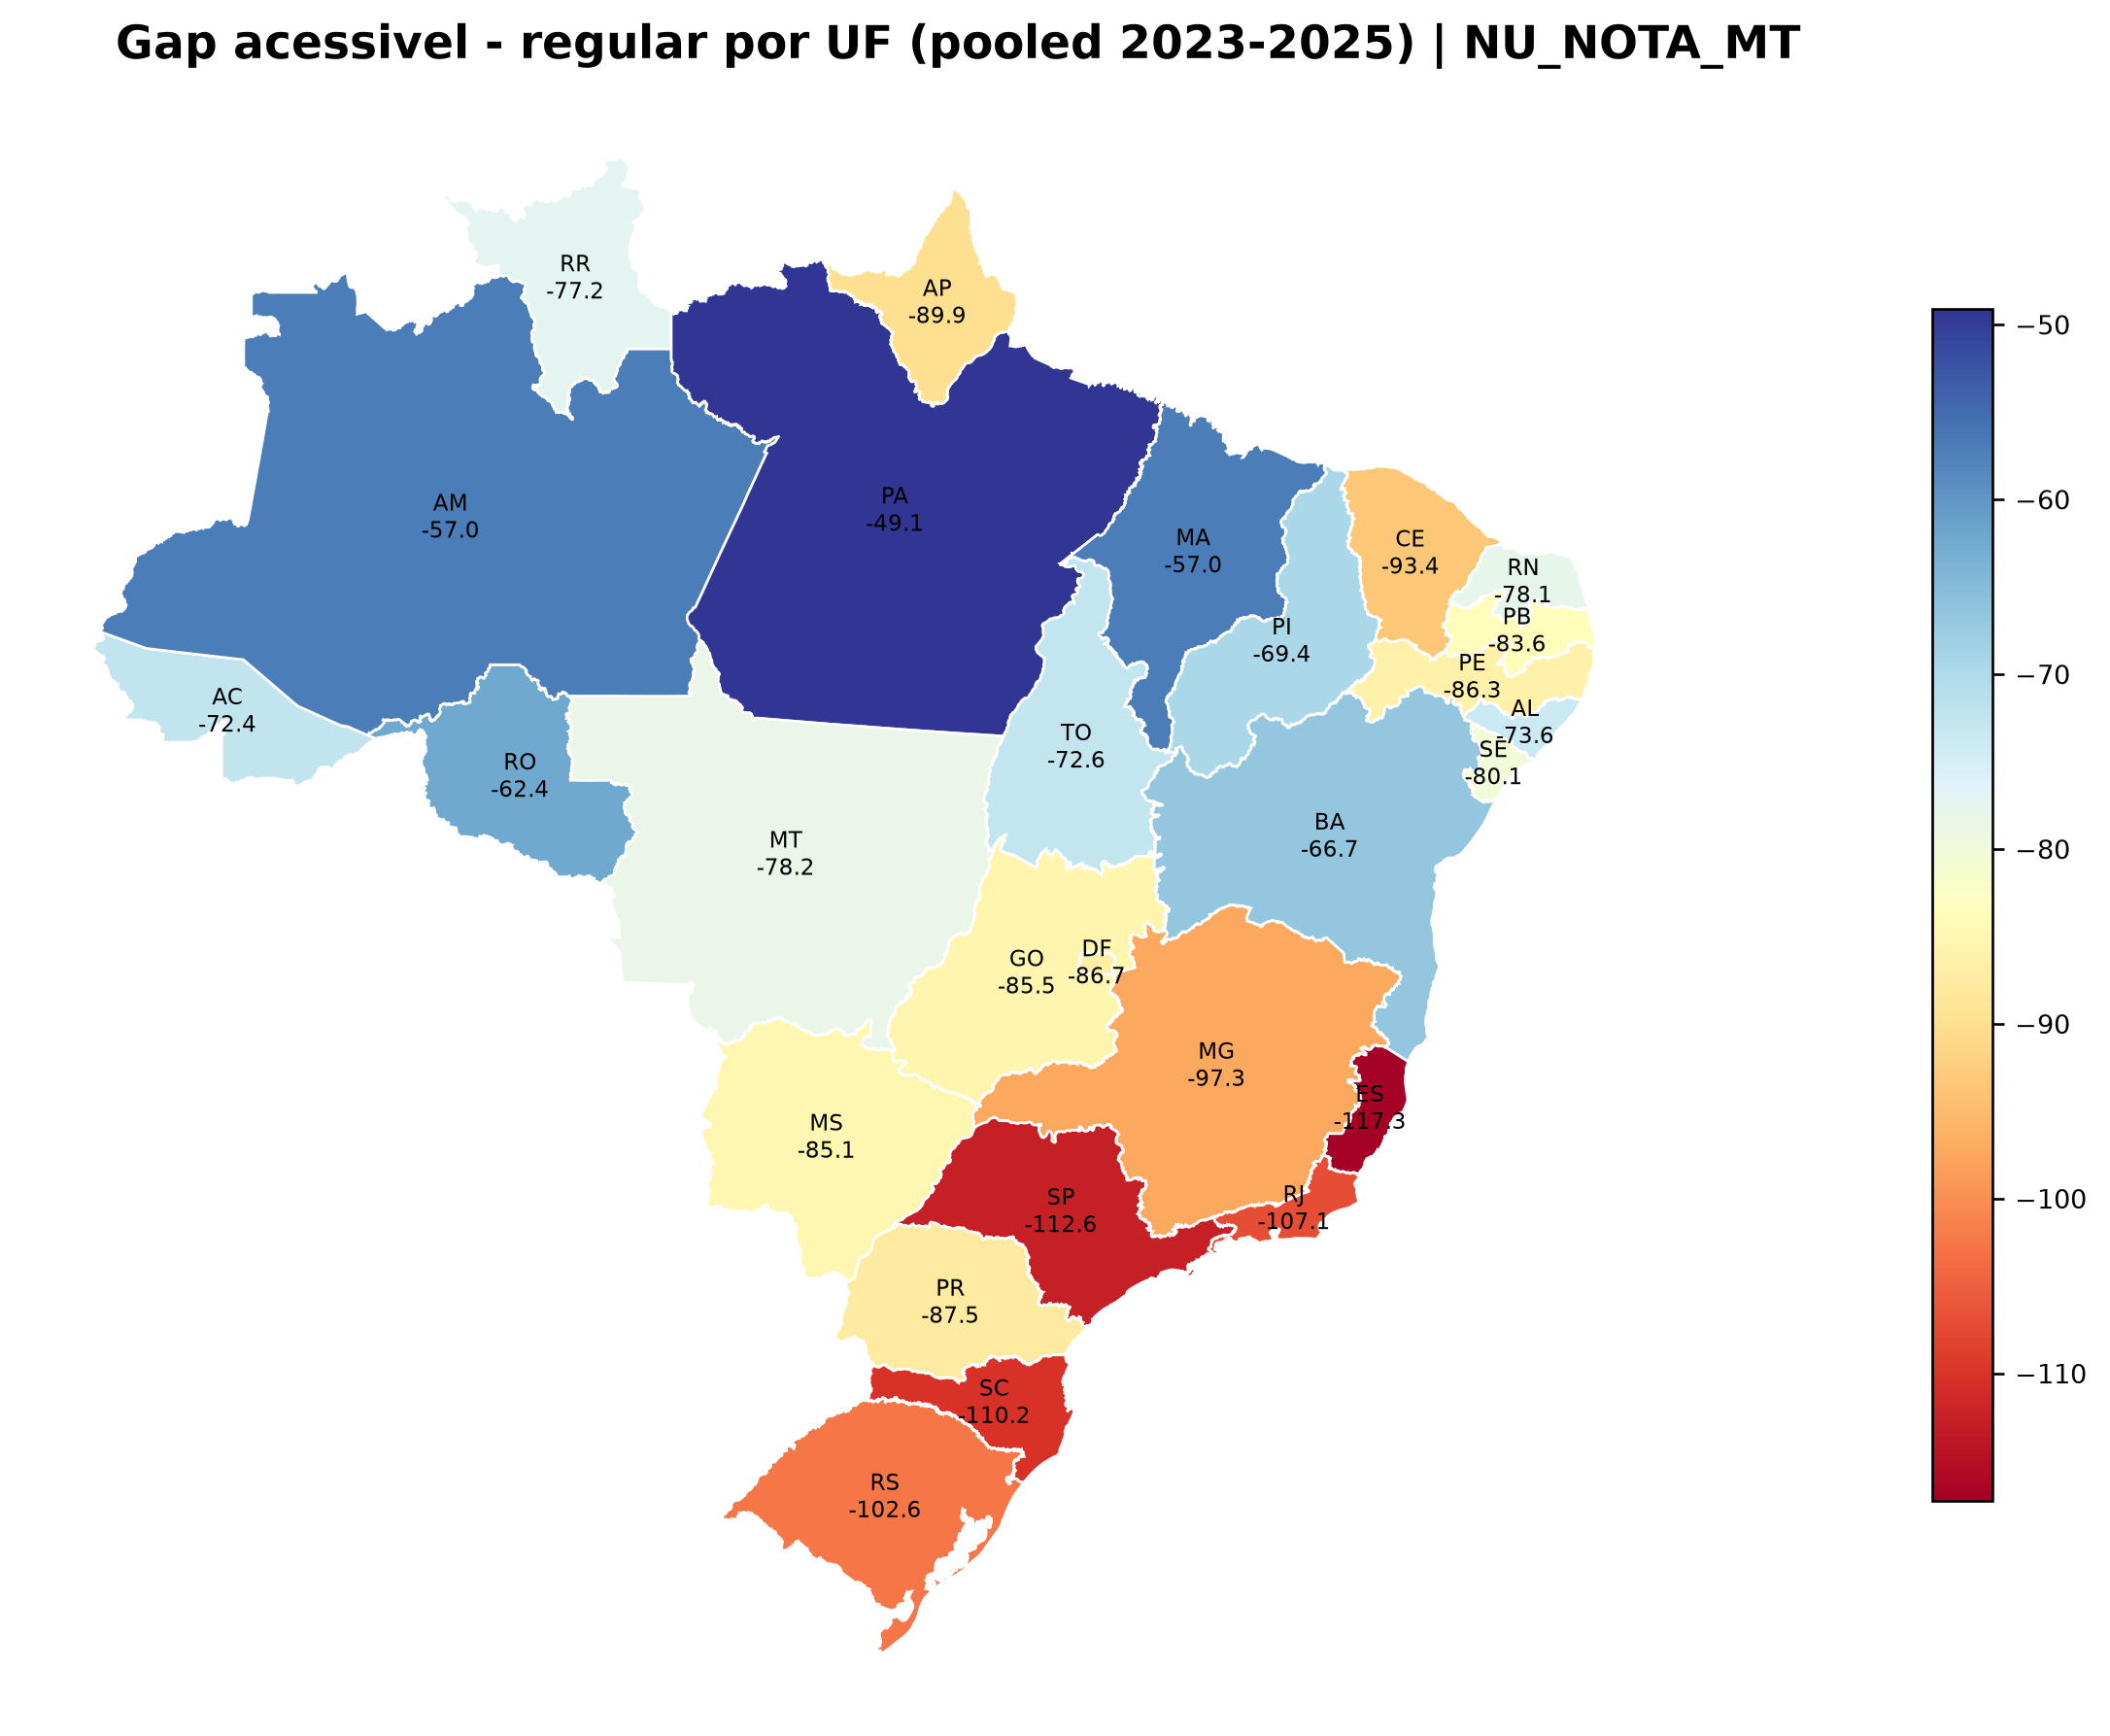 Gap acessivel - regular por UF (pooled 2023-2025) | NU_NOTA_MT
RR
-77.2
AP
-89.9
AM
-57.0
PA
-49.1
MA
-57.0
CE
-93.4
RN
-78.1
PB
-83.6
PI
-69.4
PE
-86.3
AC
-72.4
AL
-73.6
TO
-72.6
SE
-80.1
RO
-62.4
BA
-66.7
MT
-78.2
GO
-85.5
DF
-86.7
MG
-97.3
ES
-117.3
MS
-85.1
SP
-112.6
RJ
-107.1
PR
-87.5
SC
-110.2
RS
-102.6
−50
−60
−70
−80
−90
−100
−110